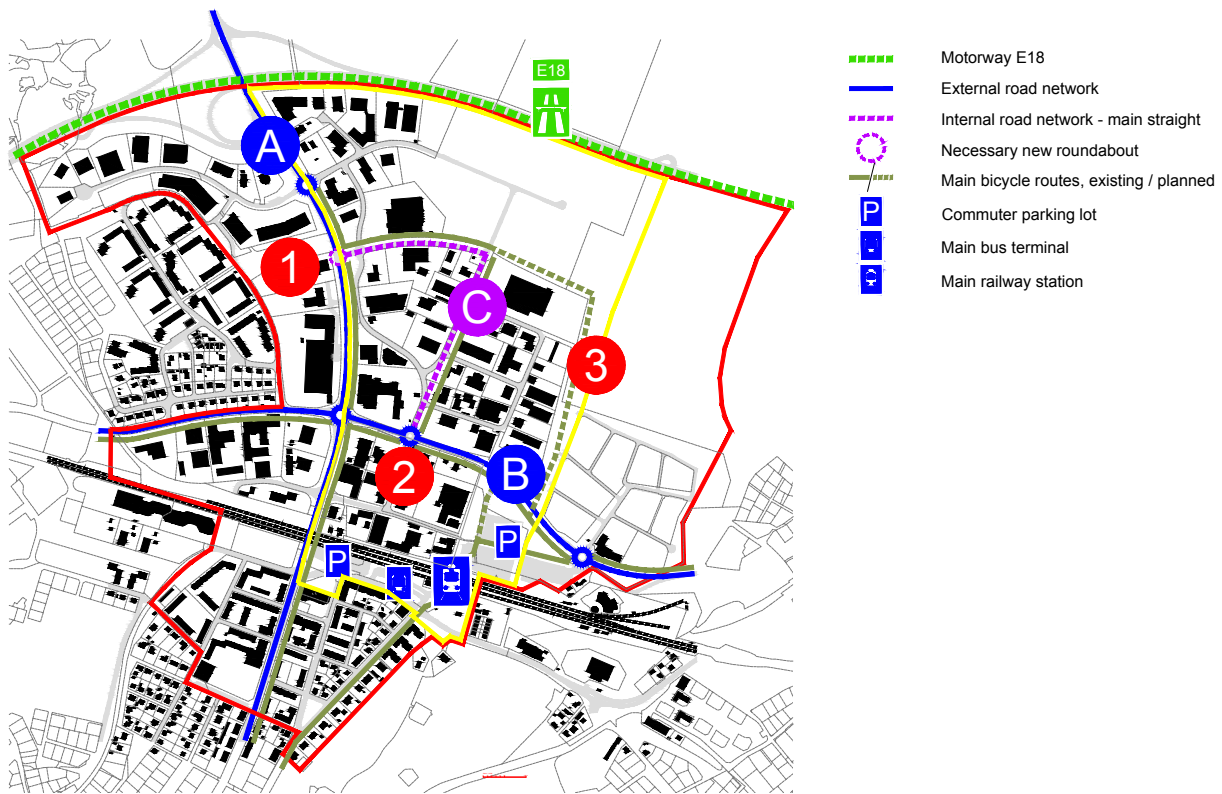 E18
Motorway E18
External road network
A
Internal road network - main straight
Necessary new roundabout
Main bicycle routes, existing / planned
P
Commuter parking lot
Main bus terminal
1
Main railway station
C
3
2
B
P
P